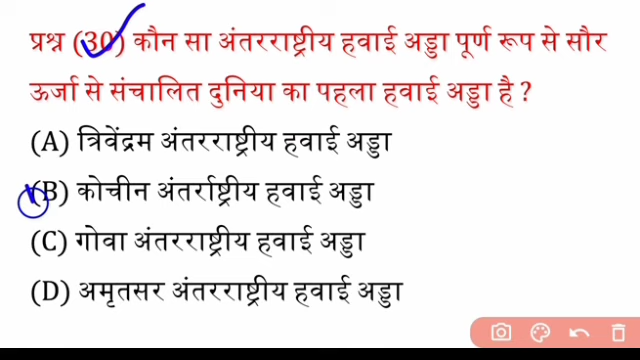 प्रश्न (30) कौन सा अंतरराष्ट्रीय हवाई अड्डा पूर्ण रूप से सौर
ऊर्जा से संचालित दुनिया का पहला हवाई अड्डा है ?
(A) त्रिवेंद्रम अंतरराष्ट्रीय हवाई अड्डा
(B) कोचीन अंतर्राष्ट्रीय हवाई अड्डा
(C) गोवा अंतरराष्ट्रीय हवाई अड्डा
(D) अमृतसर अंतरराष्ट्रीय हवाई अड्डा